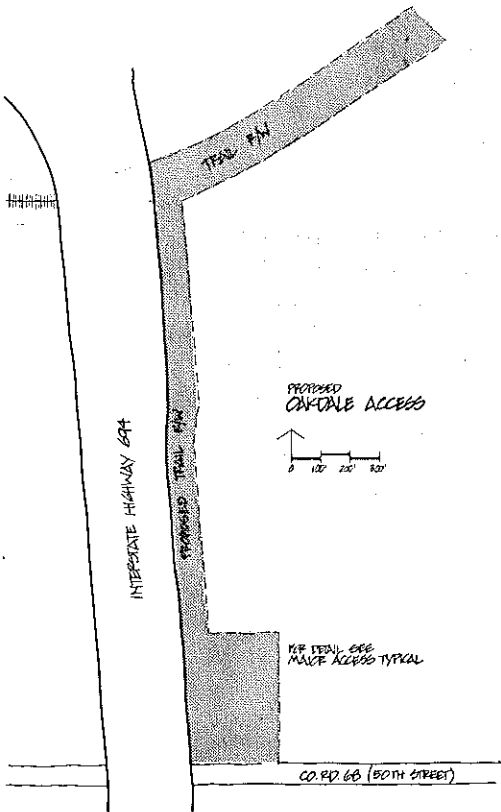 TRAIL R/W
PROPOSED
OAKDALE ACCESS
0 100' 200' 300'
PROPOSED TRAIL R/W
INTERSTATE HIGHWAY 694
FOR DETAIL SEE
MAJOR ACCESS TYPICAL
CO. RD. 68 (50TH STREET)